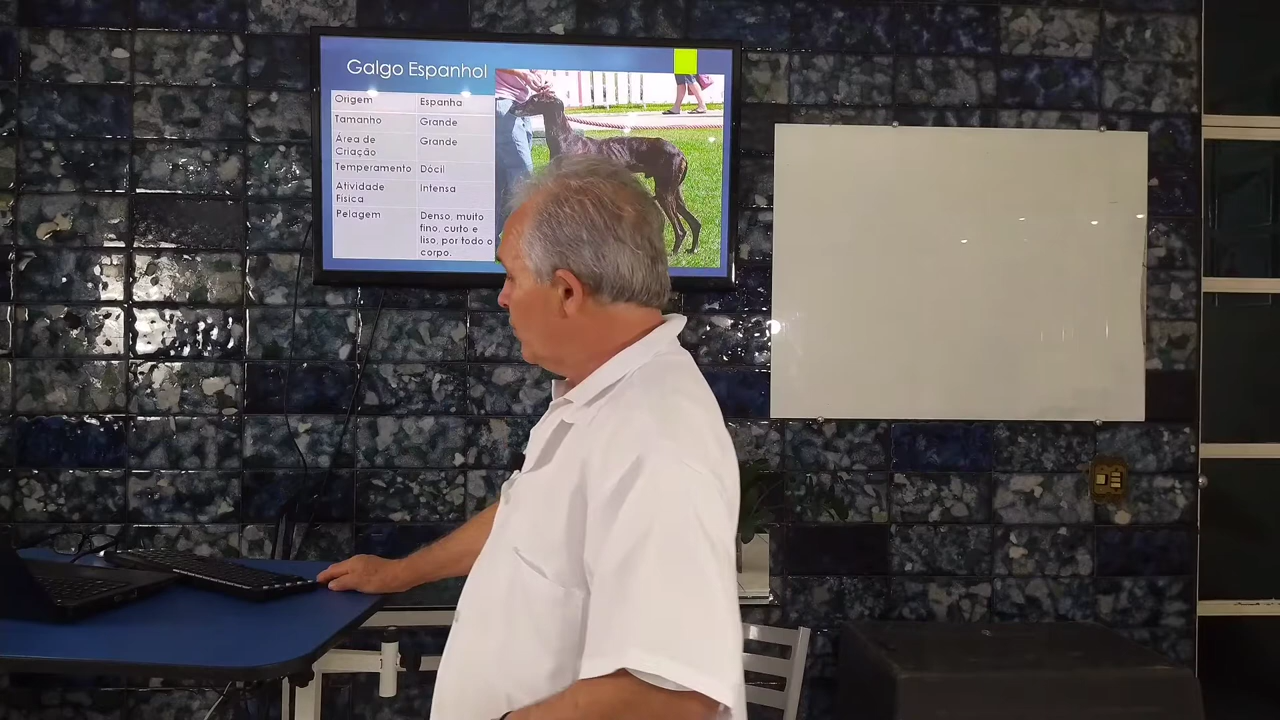 Galgo Espanhol
Origem Espanha
Tamanho Grande
Área de Grande
Criação
Temperamento Dócil
Atividade Intensa
Física
Pelagem Denso, muito
fino, curto e
liso, por todo o
corpo.